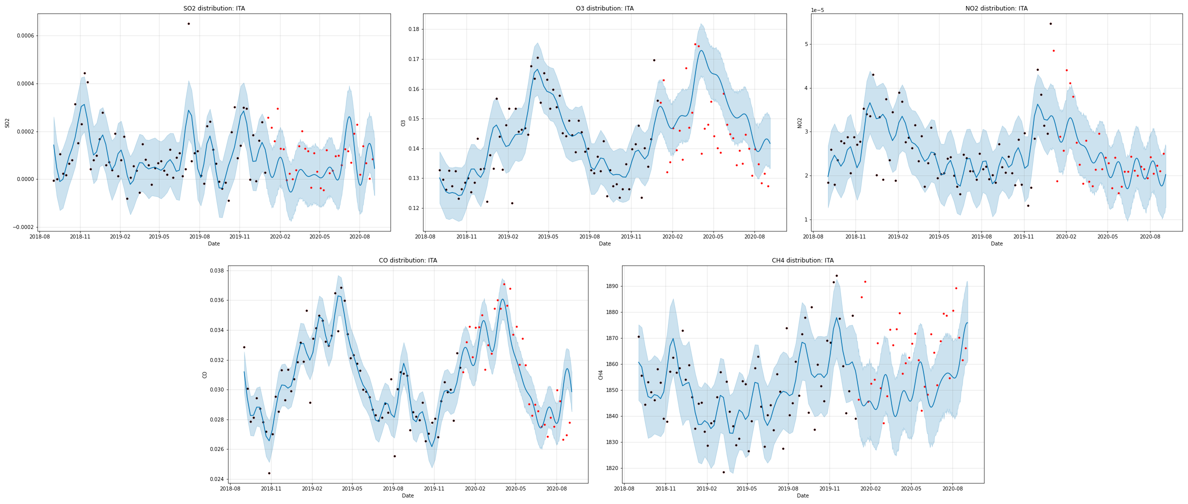 SO2 distribution: ITA
0.0006
0.0004
0.0002
0.0000
−0.0002
SO2
2018-08 2018-11 2019-02 2019-05 2019-08 2019-11 2020-02 2020-05 2020-08
Date
O3 distribution: ITA
0.18
0.17
0.16
0.15
0.14
0.13
0.12
O3
2018-08 2018-11 2019-02 2019-05 2019-08 2019-11 2020-02 2020-05 2020-08
Date
NO2 distribution: ITA
1e−5
5
4
3
2
1
NO2
2018-08 2018-11 2019-02 2019-05 2019-08 2019-11 2020-02 2020-05 2020-08
Date
CO distribution: ITA
0.038
0.036
0.034
0.032
0.030
0.028
0.026
0.024
CO
2018-08 2018-11 2019-02 2019-05 2019-08 2019-11 2020-02 2020-05 2020-08
Date
CH4 distribution: ITA
1890
1880
1870
1860
1850
1840
1830
1820
CH4
2018-08 2018-11 2019-02 2019-05 2019-08 2019-11 2020-02 2020-05 2020-08
Date